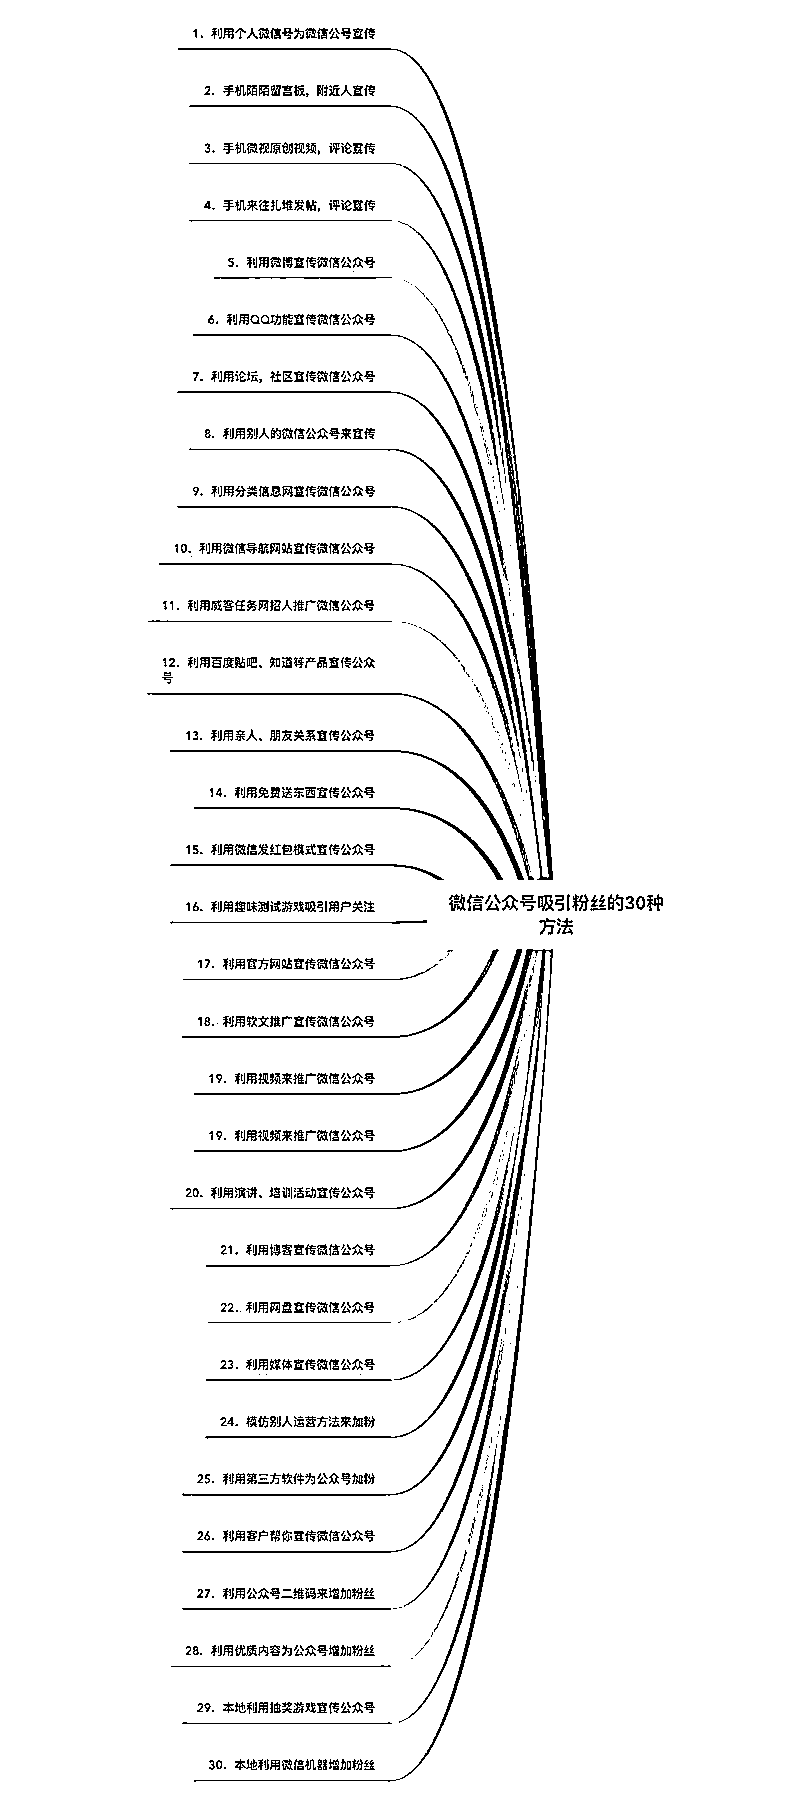 1. 利用个人微信号为微信公号宣传
2. 手机陌陌留言板，附近人宣传
3. 手机微视原创视频，评论宣传
4. 手机来往扎堆发帖，评论宣传
5. 利用微博宣传微信公众号
6. 利用QQ功能宣传微信公众号
7. 利用论坛，社区宣传微信公众号
8. 利用别人的微信公众号来宣传
9. 利用分类信息网宣传微信公众号
10. 利用微信导航网站宣传微信公众号
11. 利用威客任务网招人推广微信公众号
12. 利用百度贴吧、知道等产品宣传公众
号
13. 利用亲人、朋友关系宣传公众号
14. 利用免费送东西宣传公众号
15. 利用微信发红包模式宣传公众号
16. 利用趣味测试游戏吸引用户关注
微信公众号吸引粉丝的30种
方法
17. 利用官方网站宣传微信公众号
18. 利用软文推广宣传微信公众号
19. 利用视频来推广微信公众号
19. 利用视频来推广微信公众号
20. 利用演讲、培训活动宣传公众号
21. 利用博客宣传微信公众号
22. 利用网盘宣传微信公众号
23. 利用媒体宣传微信公众号
24. 模仿别人运营方法来加粉
25. 利用第三方软件为公众号加粉
26. 利用客户帮你宣传微信公众号
27. 利用公众号二维码来增加粉丝
28. 利用优质内容为公众号增加粉丝
29. 本地利用抽奖游戏宣传公众号
30. 本地利用微信机器增加粉丝